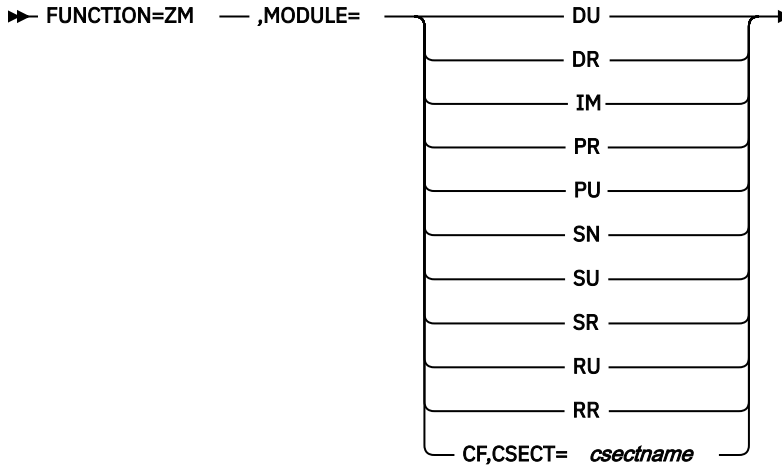 FUNCTION=ZM ,MODULE= DU
DR
IM
PR
PU
SN
SU
SR
RU
RR
CF,CSECT= csectname